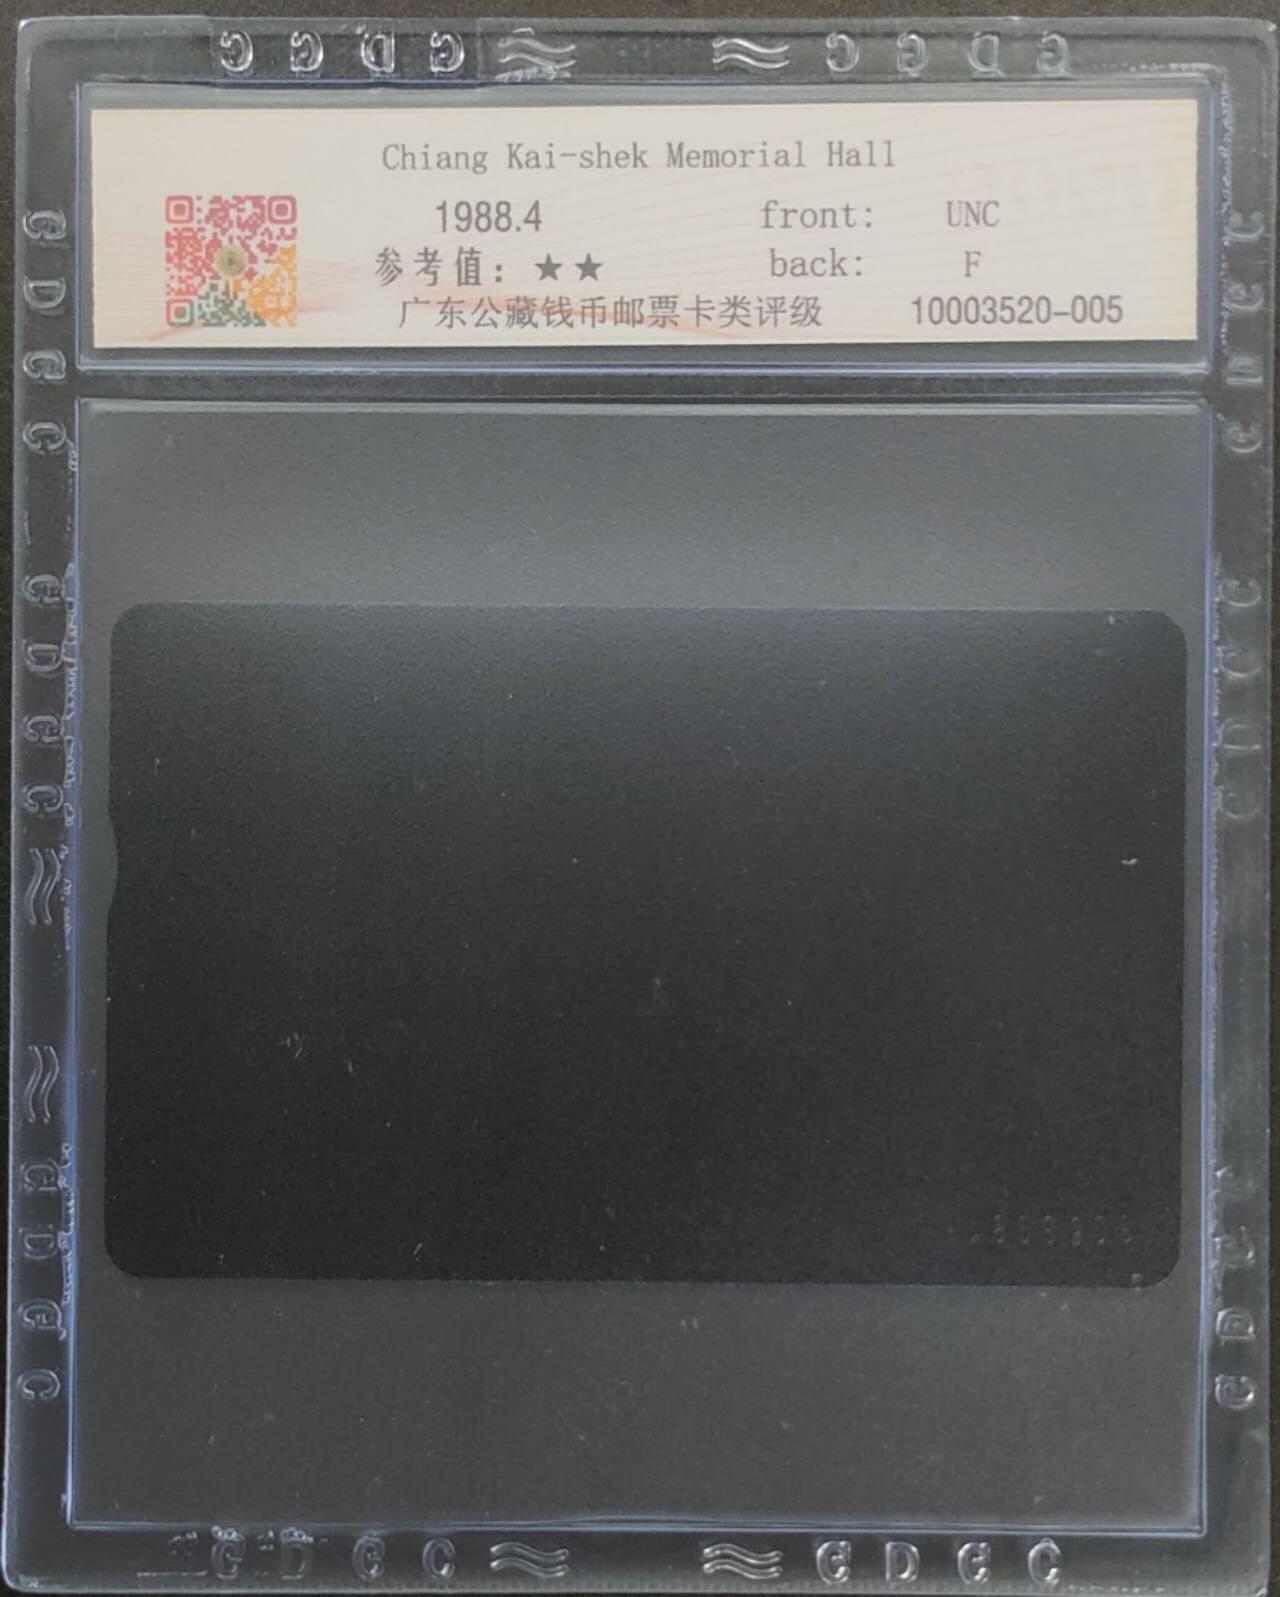 Chiang Kai-shek Memorial Hall
1988.4 front: UNC
参考值：★★ back: F
广东公藏钱币邮票卡类评级 10003520-005
G D G C